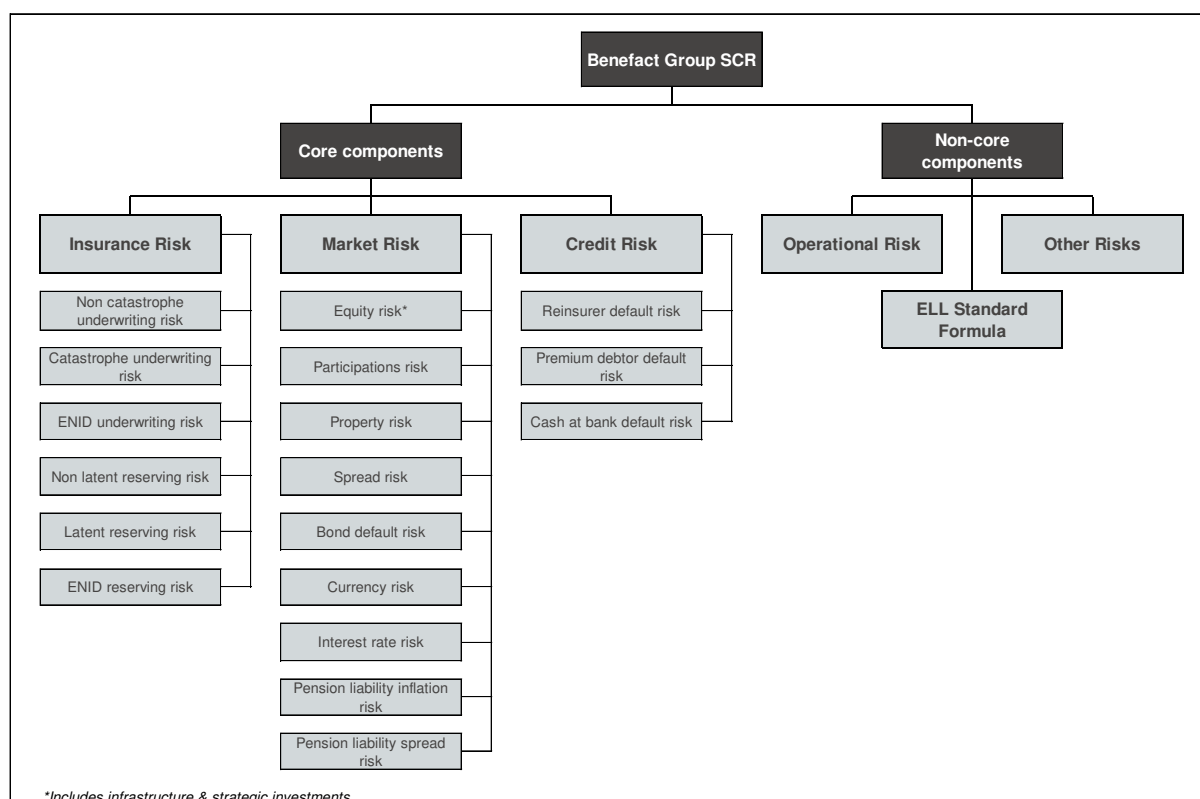 Benefact Group SCR
Core components
Non-core
components
Insurance Risk
Market Risk
Credit Risk
Operational Risk
Other Risks
ELL Standard
Formula
Non catastrophe
underwriting risk
Catastrophe underwriting
risk
ENID underwriting risk
Non latent reserving risk
Latent reserving risk
ENID reserving risk
Equity risk*
Participations risk
Property risk
Spread risk
Bond default risk
Currency risk
Interest rate risk
Pension liability inflation
risk
Pension liability spread
risk
Reinsurer default risk
Premium debtor default
risk
Cash at bank default risk
*Includes infrastructure & strategic investments